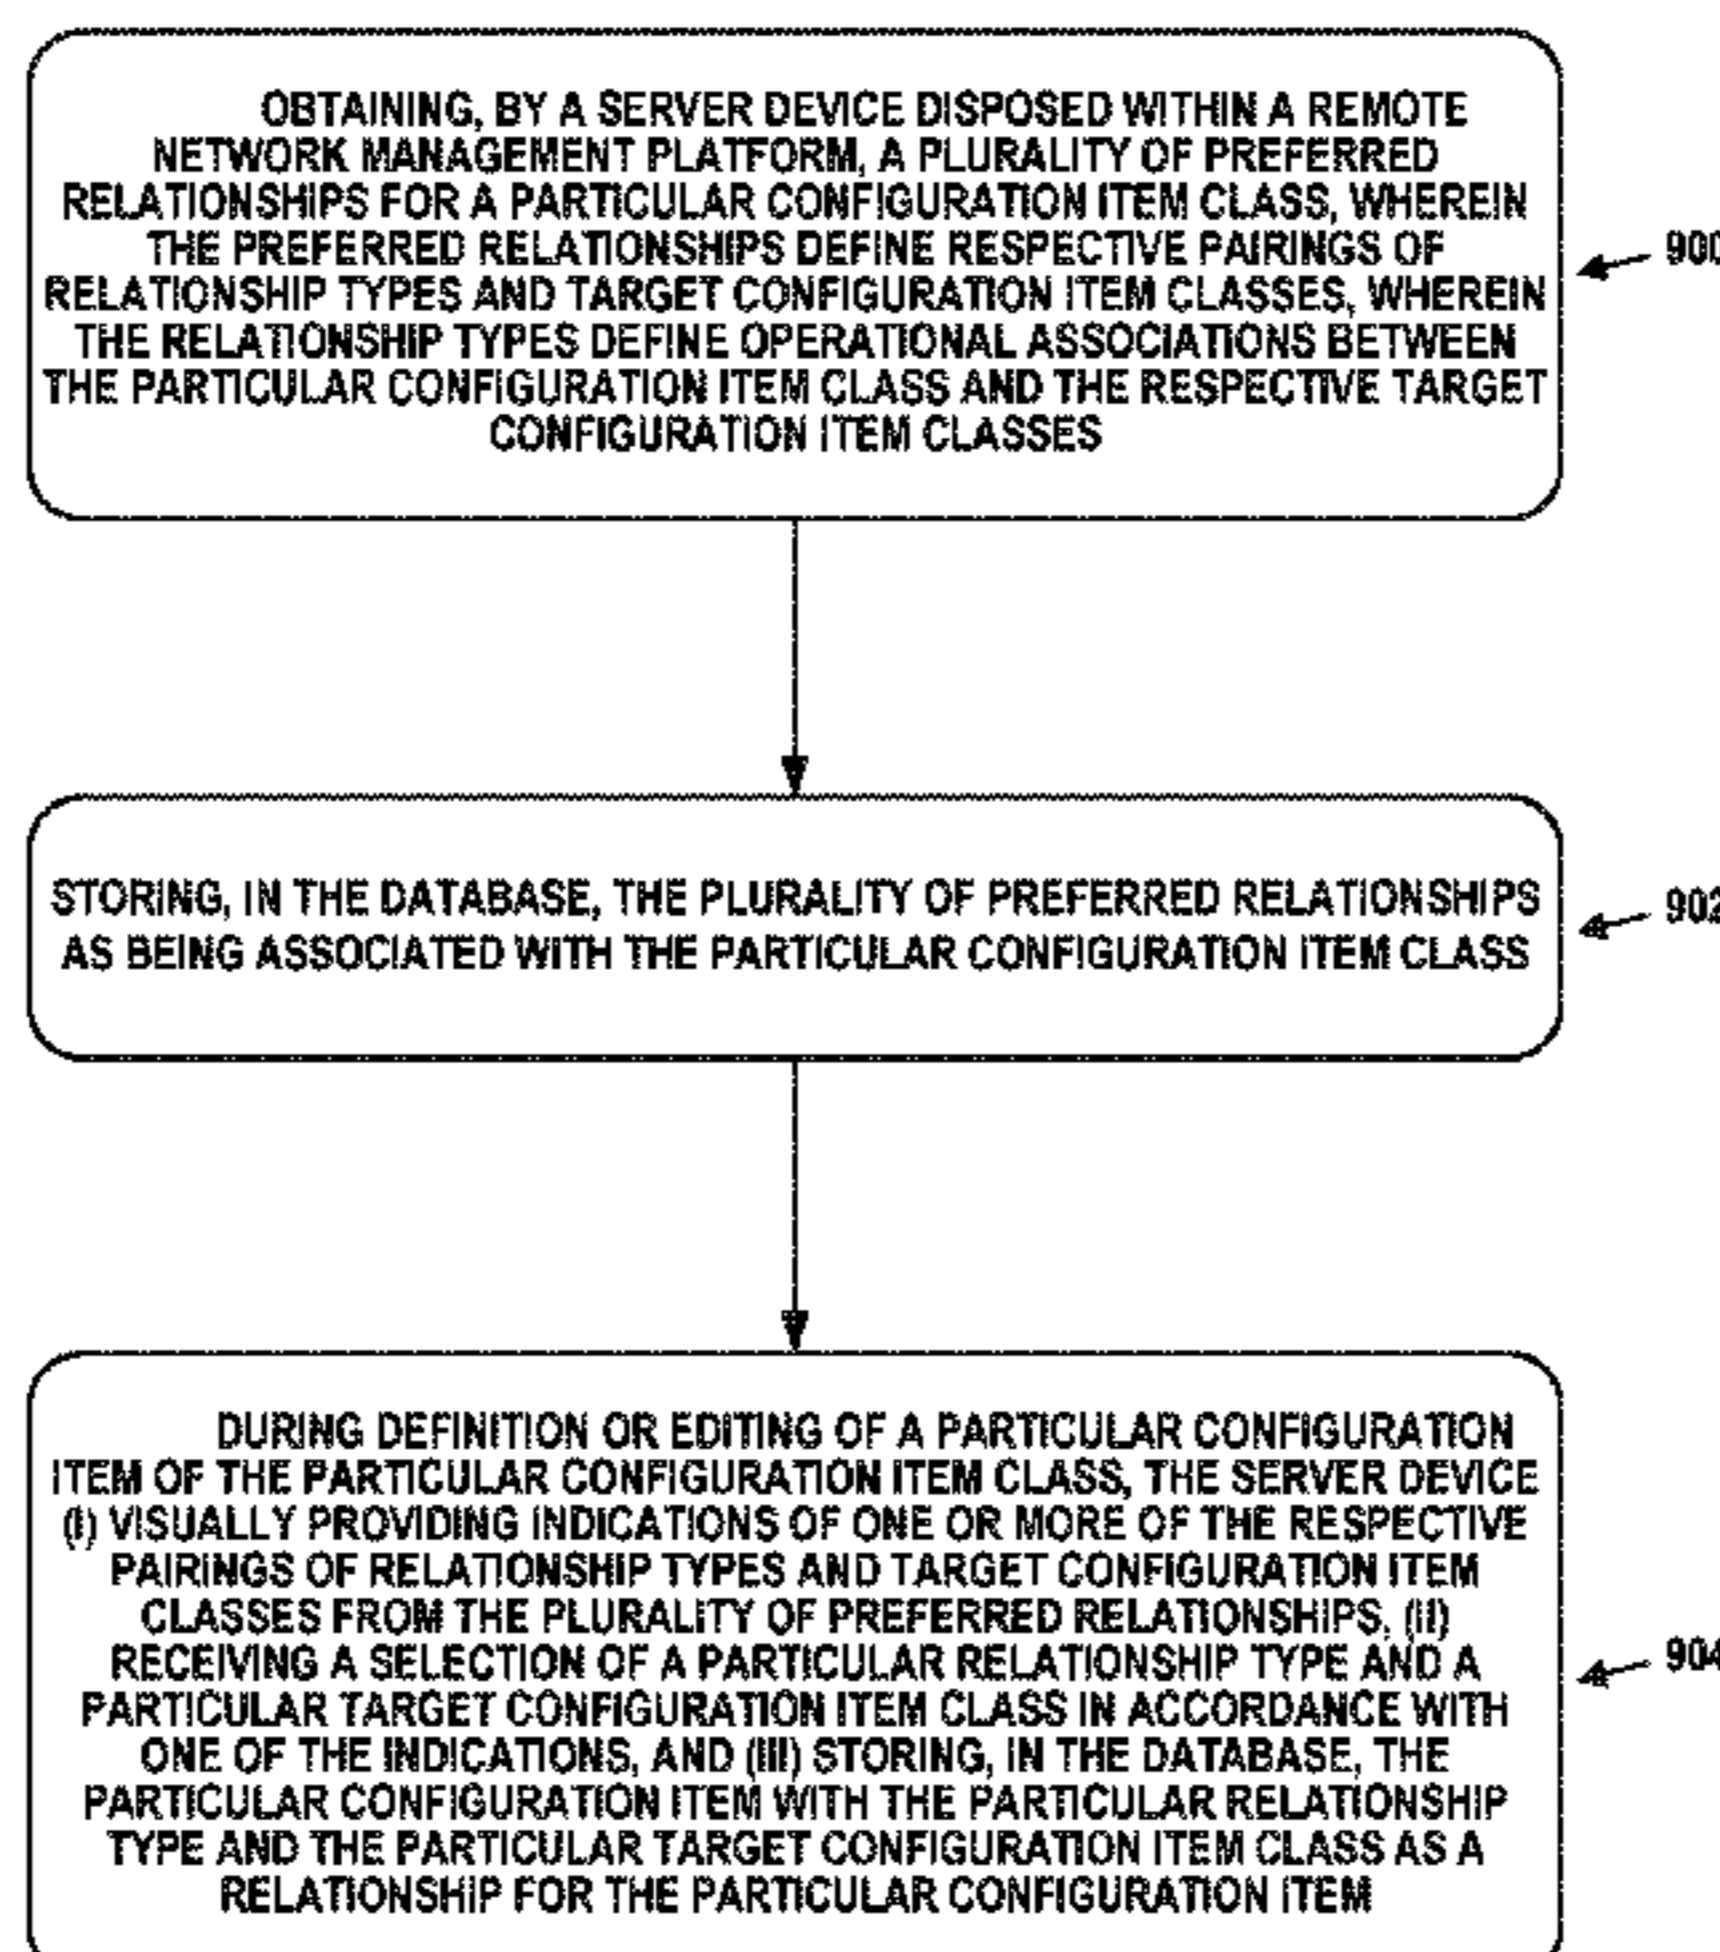 OBTAINING, BY A SERVER DEVICE DISPOSED WITHIN A REMOTE
NETWORK MANAGEMENT PLATFORM, A PLURALITY OF PREFERRED
RELATIONSHIPS FOR A PARTICULAR CONFIGURATION ITEM CLASS, WHEREIN
THE PREFERRED RELATIONSHIPS DEFINE RESPECTIVE PAIRINGS OF
RELATIONSHIP TYPES AND TARGET CONFIGURATION ITEM CLASSES, WHEREIN
THE RELATIONSHIP TYPES DEFINE OPERATIONAL ASSOCIATIONS BETWEEN
THE PARTICULAR CONFIGURATION ITEM CLASS AND THE RESPECTIVE TARGET
CONFIGURATION ITEM CLASSES
900
STORING, IN THE DATABASE, THE PLURALITY OF PREFERRED RELATIONSHIPS
AS BEING ASSOCIATED WITH THE PARTICULAR CONFIGURATION ITEM CLASS
902
DURING DEFINITION OR EDITING OF A PARTICULAR CONFIGURATION
ITEM OF THE PARTICULAR CONFIGURATION ITEM CLASS, THE SERVER DEVICE
(I) VISUALLY PROVIDING INDICATIONS OF ONE OR MORE OF THE RESPECTIVE
PAIRINGS OF RELATIONSHIP TYPES AND TARGET CONFIGURATION ITEM
CLASSES FROM THE PLURALITY OF PREFERRED RELATIONSHIPS, (II)
RECEIVING A SELECTION OF A PARTICULAR RELATIONSHIP TYPE AND A
PARTICULAR TARGET CONFIGURATION ITEM CLASS IN ACCORDANCE WITH
ONE OF THE INDICATIONS, AND (III) STORING, IN THE DATABASE, THE
PARTICULAR CONFIGURATION ITEM WITH THE PARTICULAR RELATIONSHIP
TYPE AND THE PARTICULAR TARGET CONFIGURATION ITEM CLASS AS A
RELATIONSHIP FOR THE PARTICULAR CONFIGURATION ITEM
904